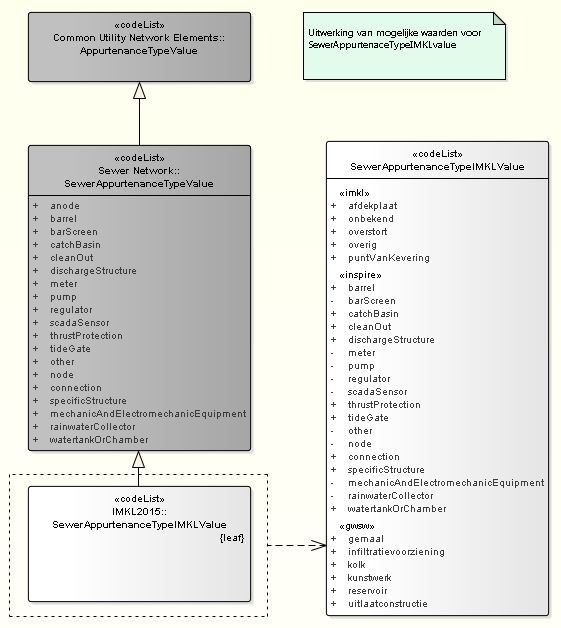 «codeList»
Common Utility Network Elements::
AppurtenanceTypeValue
Uitwerking van mogelijke waarden voor
SewerAppurtenaceTypeIMKLvalue
«codeList»
Sewer Network::
SewerAppurtenanceTypeValue
+ anode
+ barrel
+ barScreen
+ catchBasin
+ cleanOut
+ dischargeStructure
+ meter
+ pump
+ regulator
+ scadaSensor
+ thrustProtection
+ tideGate
+ other
+ node
+ connection
+ specificStructure
+ mechanicAndElectromechanicEquipment
+ rainwaterCollector
+ watertankOrChamber
«codeList»
IMKL2015::
SewerAppurtenanceTypeIMKLValue
{leaf}
«codeList»
SewerAppurtenanceTypeIMKLValue
«imkl»
+ afdekplaat
+ onbekend
+ overstort
+ overig
+ puntVanKevering
«inspire»
+ barrel
- barScreen
+ catchBasin
+ cleanOut
+ dischargeStructure
- meter
- pump
- regulator
- scadaSensor
+ thrustProtection
+ tideGate
- other
- node
+ connection
+ specificStructure
- mechanicAndElectromechanicEquipment
- rainwaterCollector
+ watertankOrChamber
«gwsw»
+ gemaal
+ infiltratievoorziening
+ kolk
+ kunstwerk
+ reservoir
+ uitlaatconstructie